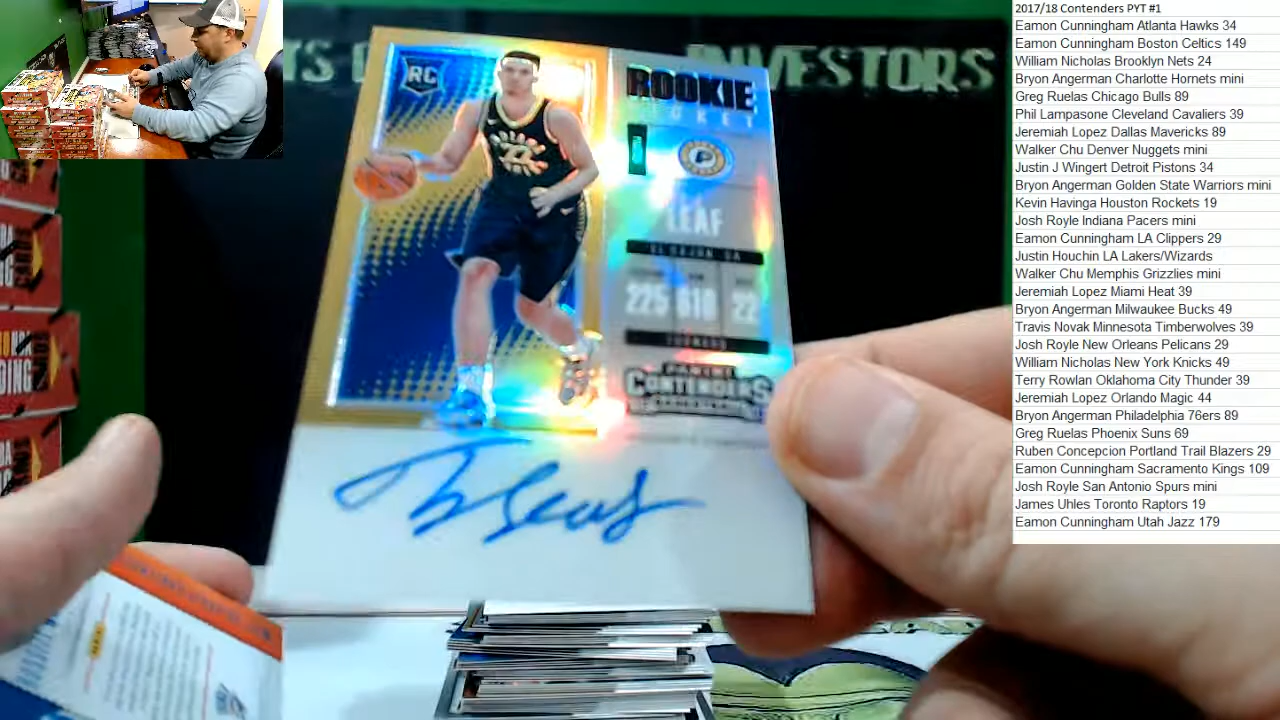 2017/18 Contenders PYT #1
Eamon Cunningham Atlanta Hawks 34
Eamon Cunningham Boston Celtics 149
William Nicholas Brooklyn Nets 24
Bryon Angerman Charlotte Hornets mini
Greg Ruelas Chicago Bulls 89
Phil Lampasone Cleveland Cavaliers 39
Jeremiah Lopez Dallas Mavericks 89
Walker Chu Denver Nuggets mini
Justin J Wingert Detroit Pistons 34
Bryon Angerman Golden State Warriors mini
Kevin Havinga Houston Rockets 19
Josh Royle Indiana Pacers mini
Eamon Cunningham LA Clippers 29
Justin Houchin LA Lakers/Wizards
Walker Chu Memphis Grizzlies mini
Jeremiah Lopez Miami Heat 39
Bryon Angerman Milwaukee Bucks 49
Travis Novak Minnesota Timberwolves 39
Josh Royle New Orleans Pelicans 29
William Nicholas New York Knicks 49
Terry Rowlan Oklahoma City Thunder 39
Jeremiah Lopez Orlando Magic 44
Bryon Angerman Philadelphia 76ers 89
Greg Ruelas Phoenix Suns 69
Ruben Concepcion Portland Trail Blazers 29
Eamon Cunningham Sacramento Kings 109
Josh Royle San Antonio Spurs mini
James Uhles Toronto Raptors 19
Eamon Cunningham Utah Jazz 179
INVESTORS
RC
ROOKIE
TICKET
LEAF
225 610 22
FORWARD
PANINI
CONTENDERS